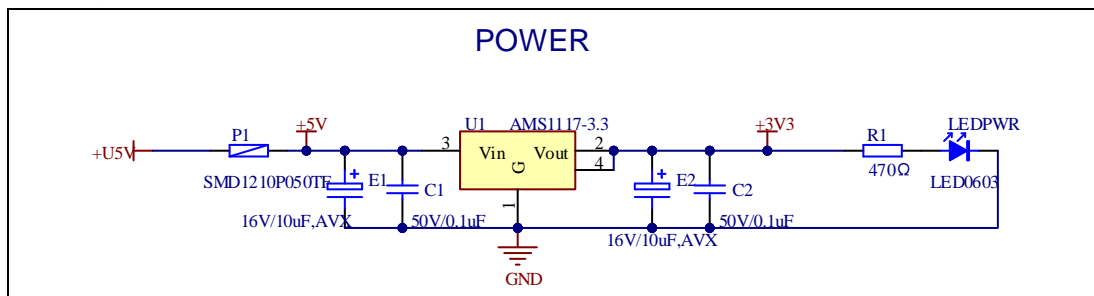 POWER
P1
+5V
U1
AMS1117-3.3
+3V3
R1
LEDPWR
+U5V
3
Vin
Vout
G
2
4
1
SMD1210P050TF
E1
C1
E2
C2
470Ω
LED0603
16V/10uF,AVX
50V/0.1uF
16V/10uF,AVX
50V/0.1uF
GND